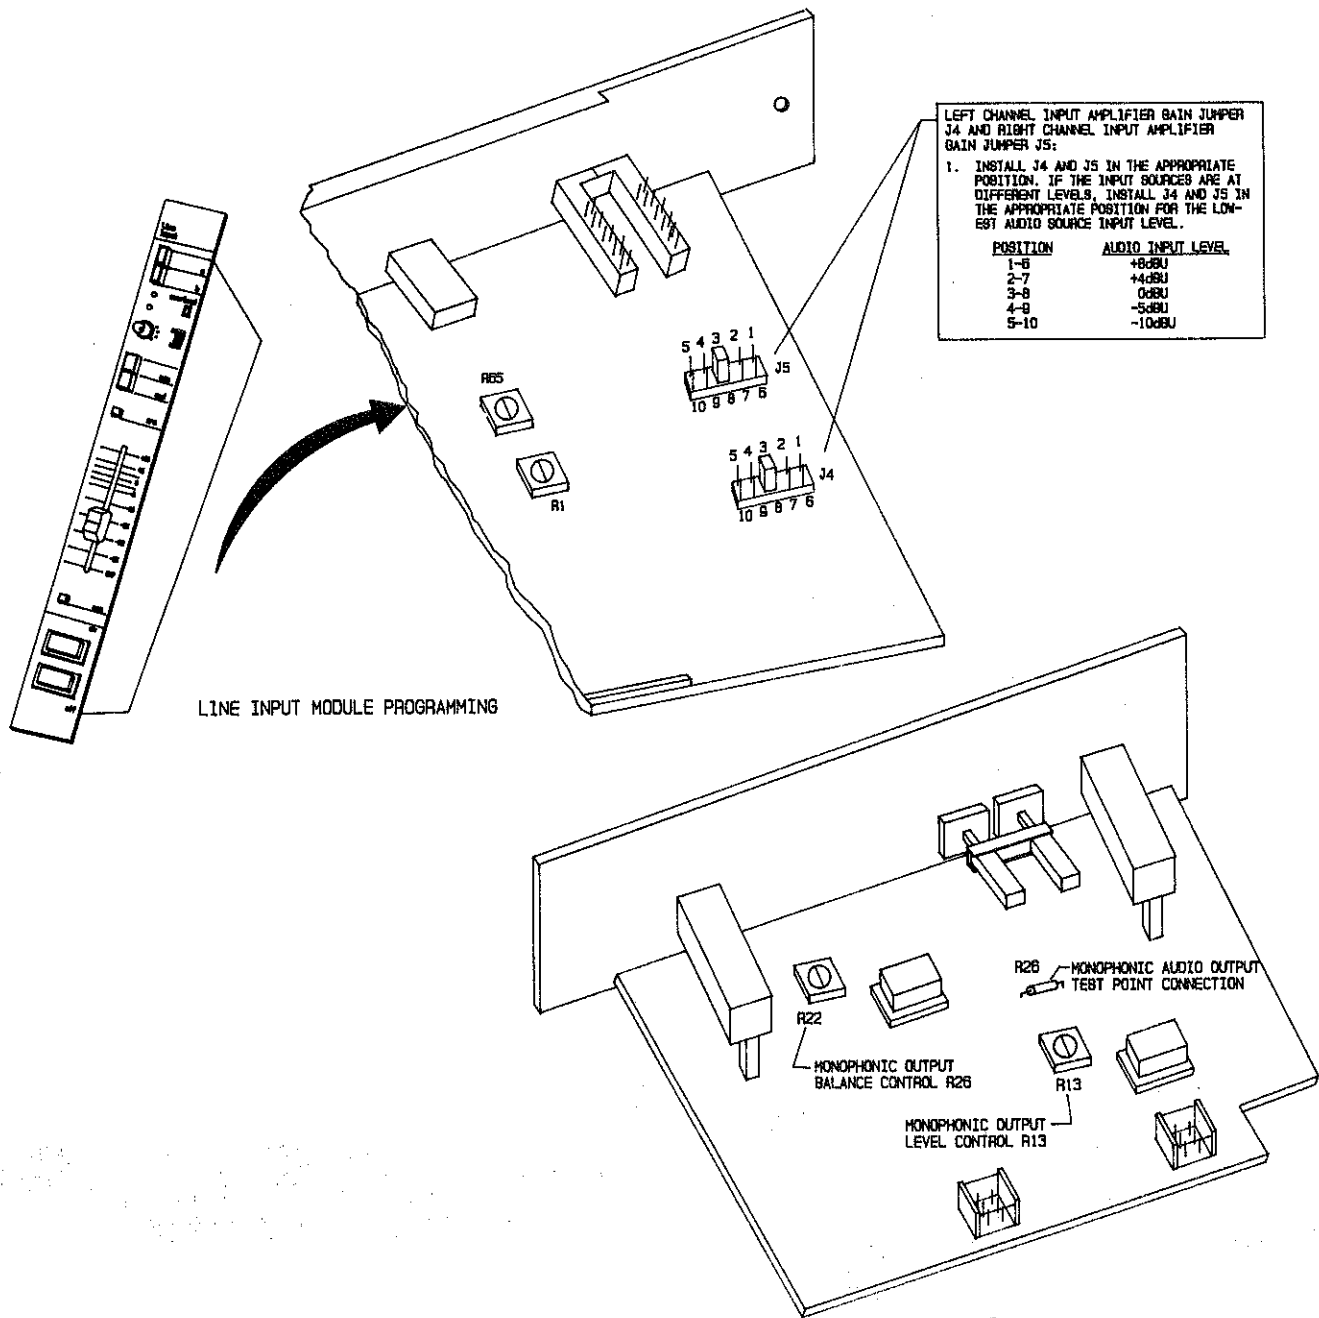 LEFT CHANNEL INPUT AMPLIFIER GAIN JUMPER
J4 AND RIGHT CHANNEL INPUT AMPLIFIER
GAIN JUMPER J5:
1. INSTALL J4 AND J5 IN THE APPROPRIATE
POSITION. IF THE INPUT SOURCES ARE AT
DIFFERENT LEVELS, INSTALL J4 AND J5 IN
THE APPROPRIATE POSITION FOR THE LOW-
EST AUDIO SOURCE INPUT LEVEL.
POSITION AUDIO INPUT LEVEL
1-6 +8dBU
2-7 +4dBU
3-8 0dBU
4-9 -5dBU
5-10 -10dBU
Line
Input
5 4 3 2 1
J5
10 9 8 7 6
R65
R1
5 4 3 2 1
J4
10 9 8 7 6
off
LINE INPUT MODULE PROGRAMMING
R26
MONOPHONIC AUDIO OUTPUT
TEST POINT CONNECTION
R22
MONOPHONIC OUTPUT
BALANCE CONTROL R26
R13
MONOPHONIC OUTPUT
LEVEL CONTROL R13